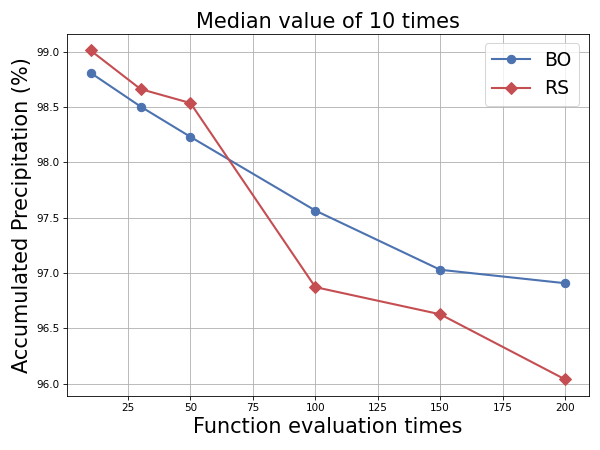 Median value of 10 times
BO
RS
Accumulated Precipitation (%)
99.0
98.5
98.0
97.5
97.0
96.5
96.0
25 50 75 100 125 150 175 200
Function evaluation times